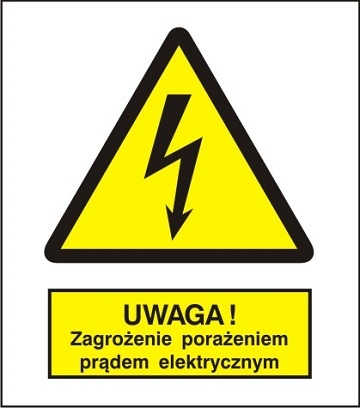 UWAGA !
Zagrożenie porażeniem
prądem elektrycznym